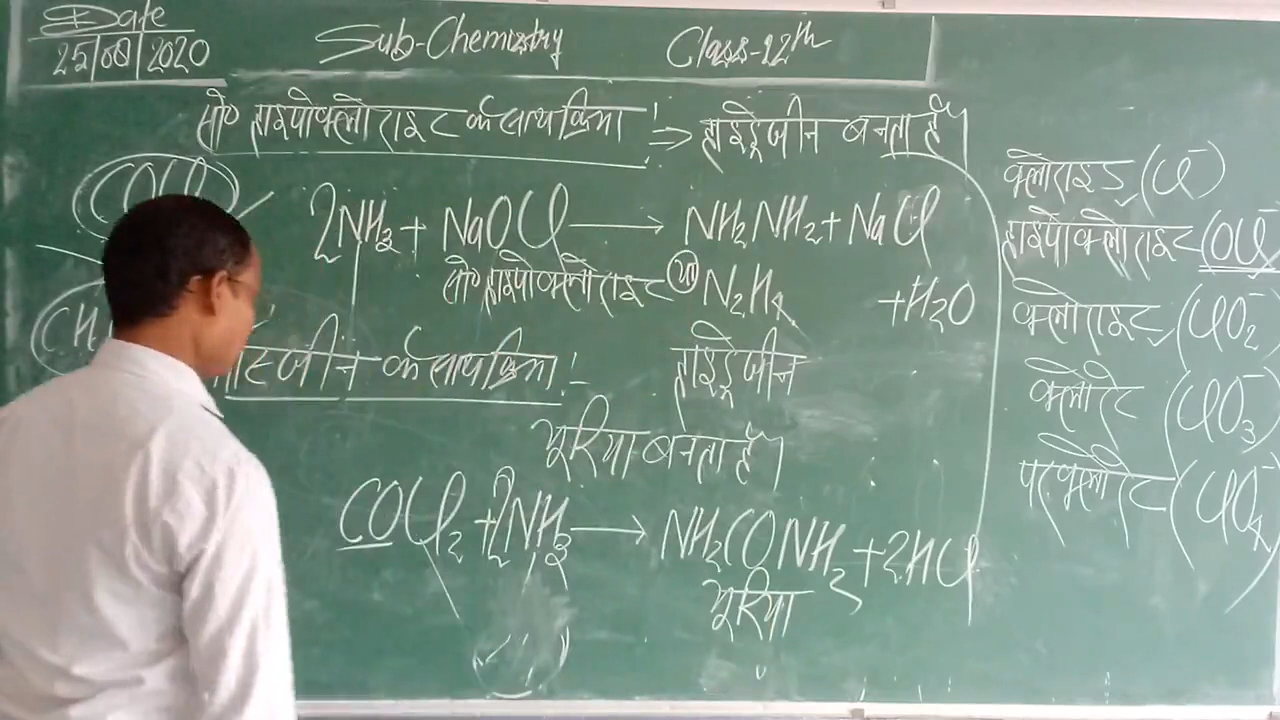 Date
25/08/2020
Sub-Chemistry Class-12th
सो० हाइपोक्लोराइट के साथ क्रिया :⇒ हाइड्रेजीन बनता है।
COCl₂
2NH₃ + NaOCl → NH₂NH₂ + NaCl
सो० हाइपोक्लोराइट या N₂H₄ + H₂O
के साथ क्रिया :- हाइड्रेजीन
यूरिया बनता है।
COCl₂ + 2NH₃ → NH₂CONH₂ + 2HCl
यूरिया
क्लोराइड (Cl⁻)
हाइपोक्लोराइट OCl⁻
क्लोराइट (ClO₂⁻)
क्लोरेट (ClO₃⁻)
परक्लोरेट (ClO₄⁻)